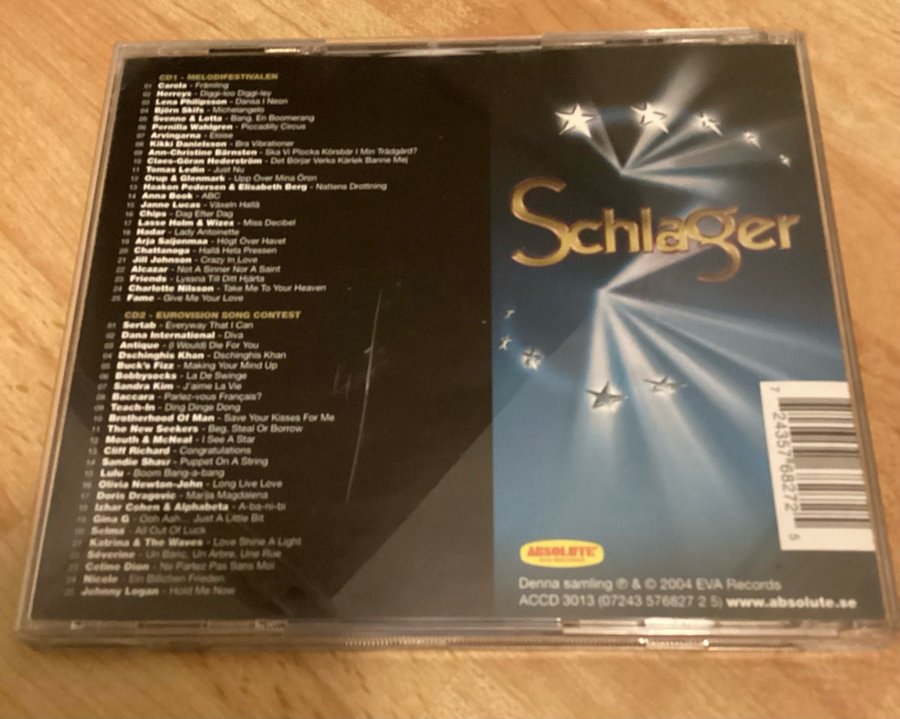 CD1 - MELODIFESTIVALEN
01 Carola - Främling
02 Herreys - Diggi-loo Diggi-ley
03 Lena Philipsson - Dansa I Neon
04 Björn Skifs - Michelangelo
05 Svenne & Lotta - Bang, En Boomerang
06 Pernilla Wahlgren - Piccadilly Circus
07 Arvingarna - Eloise
08 Kikki Danielsson - Bra Vibrationer
09 Ann-Christine Bärnsten - Ska Vi Plocka Körsbär I Min Trädgård?
10 Claes-Göran Hederström - Det Börjar Verka Kärlek Banne Mej
11 Tomas Ledin - Just Nu
12 Orup & Glenmark - Upp Över Mina Öron
13 Haakon Pedersen & Elisabeth Berg - Nattens Drottning
14 Anna Book - ABC
15 Janne Lucas - Växeln Hallå
16 Chips - Dag Efter Dag
17 Lasse Holm & Wizex - Miss Decibel
18 Hadar - Lady Antoinette
19 Arja Saijonmaa - Högt Över Havet
20 Chattanoga - Hallå Hela Pressen
21 Jill Johnson - Crazy In Love
22 Alcazar - Not A Sinner Nor A Saint
23 Friends - Lyssna Till Ditt Hjärta
24 Charlotte Nilsson - Take Me To Your Heaven
25 Fame - Give Me Your Love
CD2 - EUROVISION SONG CONTEST
01 Sertab - Everyway That I Can
02 Dana International - Diva
03 Antique - (I Would) Die For You
04 Dschinghis Khan - Dschinghis Khan
05 Buck's Fizz - Making Your Mind Up
06 Bobbysocks - La De Swinge
07 Sandra Kim - J'aime La Vie
08 Baccara - Parlez-vous Français?
09 Teach-In - Ding Dinge Dong
10 Brotherhood Of Man - Save Your Kisses For Me
11 The New Seekers - Beg, Steal Or Borrow
12 Mouth & McNeal - I See A Star
13 Cliff Richard - Congratulations
14 Sandie Shaw - Puppet On A String
15 Lulu - Boom Bang-a-bang
16 Olivia Newton-John - Long Live Love
17 Doris Dragovic - Marija Magdalena
18 Izhar Cohen & Alphabeta - A-ba-ni-bi
19 Gina G - Ooh Aah... Just A Little Bit
20 Selma - All Out Of Luck
21 Katrina & The Waves - Love Shine A Light
22 Séverine - Un Banc, Un Arbre, Une Rue
23 Celine Dion - Ne Partez Pas Sans Moi
24 Nicole - Ein Bißchen Frieden
25 Johnny Logan - Hold Me Now
Schlager
7 24357 68272 5
ABSOLUTE
Denna samling ℗ & © 2004 EVA Records
ACCD 3013 (07243 576827 2 5) www.absolute.se